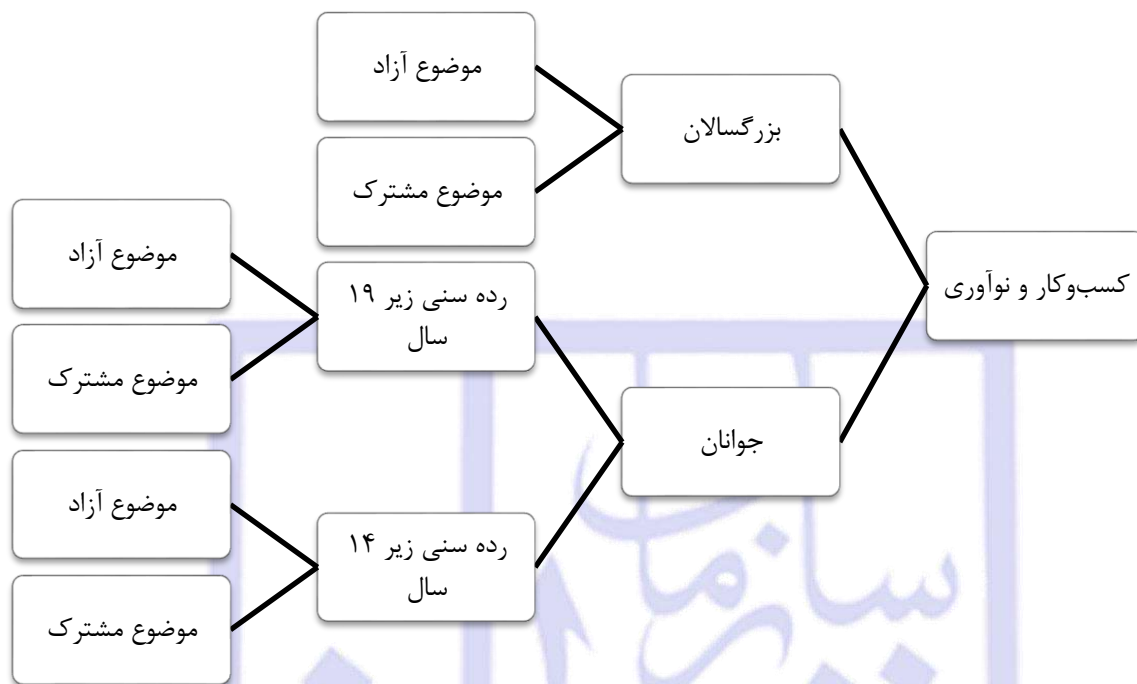 کسب‌وکار و نوآوری
بزرگسالان
موضوع آزاد
موضوع مشترک
جوانان
رده سنی زیر ۱۹
سال
موضوع آزاد
موضوع مشترک
رده سنی زیر ۱۴
سال
موضوع آزاد
موضوع مشترک